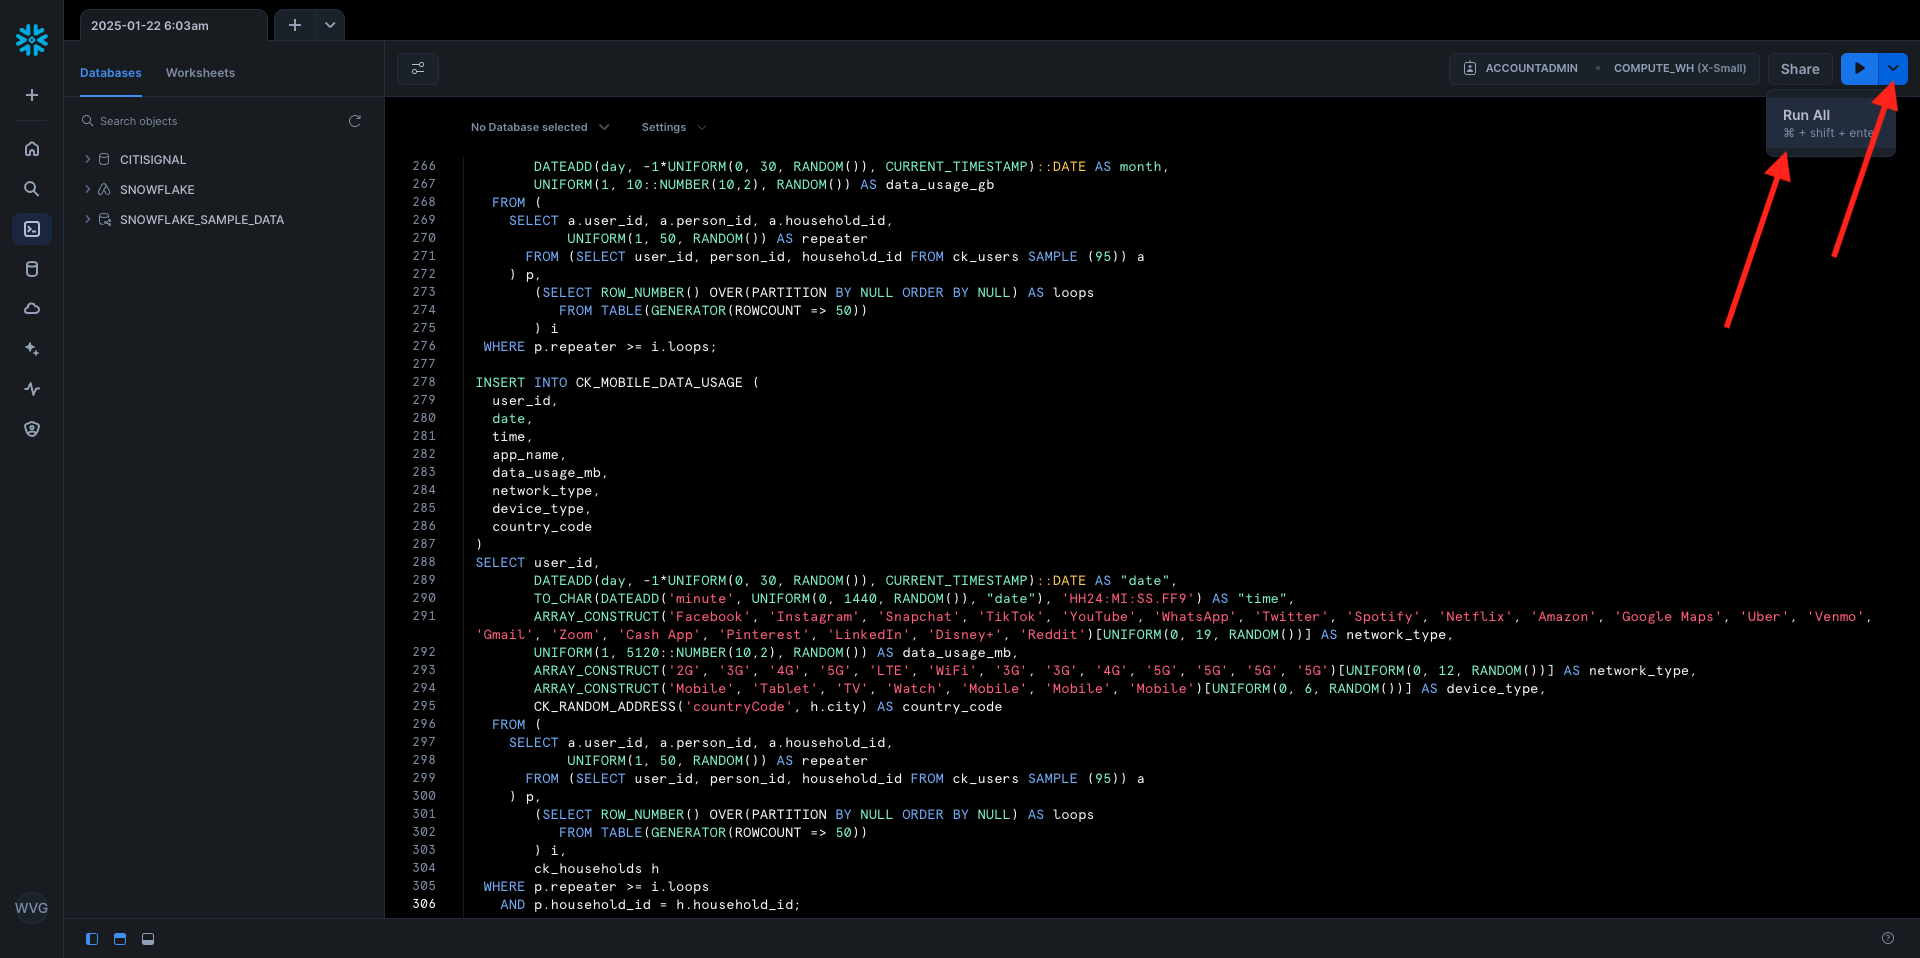 2025-01-22 6:03am
Databases
Worksheets
ACCOUNTADMIN
COMPUTE_WH (X-Small)
Share
Search objects
Run All
⌘ + shift + ente
No Database selected
Settings
CITISIGNAL
SNOWFLAKE
SNOWFLAKE_SAMPLE_DATA
266 DATEADD(day, -1*UNIFORM(0, 30, RANDOM()), CURRENT_TIMESTAMP)::DATE AS month,
267 UNIFORM(1, 10::NUMBER(10,2), RANDOM()) AS data_usage_gb
268 FROM (
269 SELECT a.user_id, a.person_id, a.household_id,
270 UNIFORM(1, 50, RANDOM()) AS repeater
271 FROM (SELECT user_id, person_id, household_id FROM ck_users SAMPLE (95)) a
272 ) p,
273 (SELECT ROW_NUMBER() OVER(PARTITION BY NULL ORDER BY NULL) AS loops
274 FROM TABLE(GENERATOR(ROWCOUNT => 50))
275 ) i
276 WHERE p.repeater >= i.loops;
277
278 INSERT INTO CK_MOBILE_DATA_USAGE (
279 user_id,
280 date,
281 time,
282 app_name,
283 data_usage_mb,
284 network_type,
285 device_type,
286 country_code
287 )
288 SELECT user_id,
289 DATEADD(day, -1*UNIFORM(0, 30, RANDOM()), CURRENT_TIMESTAMP)::DATE AS "date",
290 TO_CHAR(DATEADD('minute', UNIFORM(0, 1440, RANDOM()), "date"), 'HH24:MI:SS.FF9') AS "time",
291 ARRAY_CONSTRUCT('Facebook', 'Instagram', 'Snapchat', 'TikTok', 'YouTube', 'WhatsApp', 'Twitter', 'Spotify', 'Netflix', 'Amazon', 'Google Maps', 'Uber', 'Venmo',
'Gmail', 'Zoom', 'Cash App', 'Pinterest', 'LinkedIn', 'Disney+', 'Reddit')[UNIFORM(0, 19, RANDOM())] AS network_type,
292 UNIFORM(1, 5120::NUMBER(10,2), RANDOM()) AS data_usage_mb,
293 ARRAY_CONSTRUCT('2G', '3G', '4G', '5G', 'LTE', 'WiFi', '3G', '3G', '4G', '5G', '5G', '5G', '5G')[UNIFORM(0, 12, RANDOM())] AS network_type,
294 ARRAY_CONSTRUCT('Mobile', 'Tablet', 'TV', 'Watch', 'Mobile', 'Mobile', 'Mobile')[UNIFORM(0, 6, RANDOM())] AS device_type,
295 CK_RANDOM_ADDRESS('countryCode', h.city) AS country_code
296 FROM (
297 SELECT a.user_id, a.person_id, a.household_id,
298 UNIFORM(1, 50, RANDOM()) AS repeater
299 FROM (SELECT user_id, person_id, household_id FROM ck_users SAMPLE (95)) a
300 ) p,
301 (SELECT ROW_NUMBER() OVER(PARTITION BY NULL ORDER BY NULL) AS loops
302 FROM TABLE(GENERATOR(ROWCOUNT => 50))
303 ) i,
304 ck_households h
305 WHERE p.repeater >= i.loops
306 AND p.household_id = h.household_id;
WVG